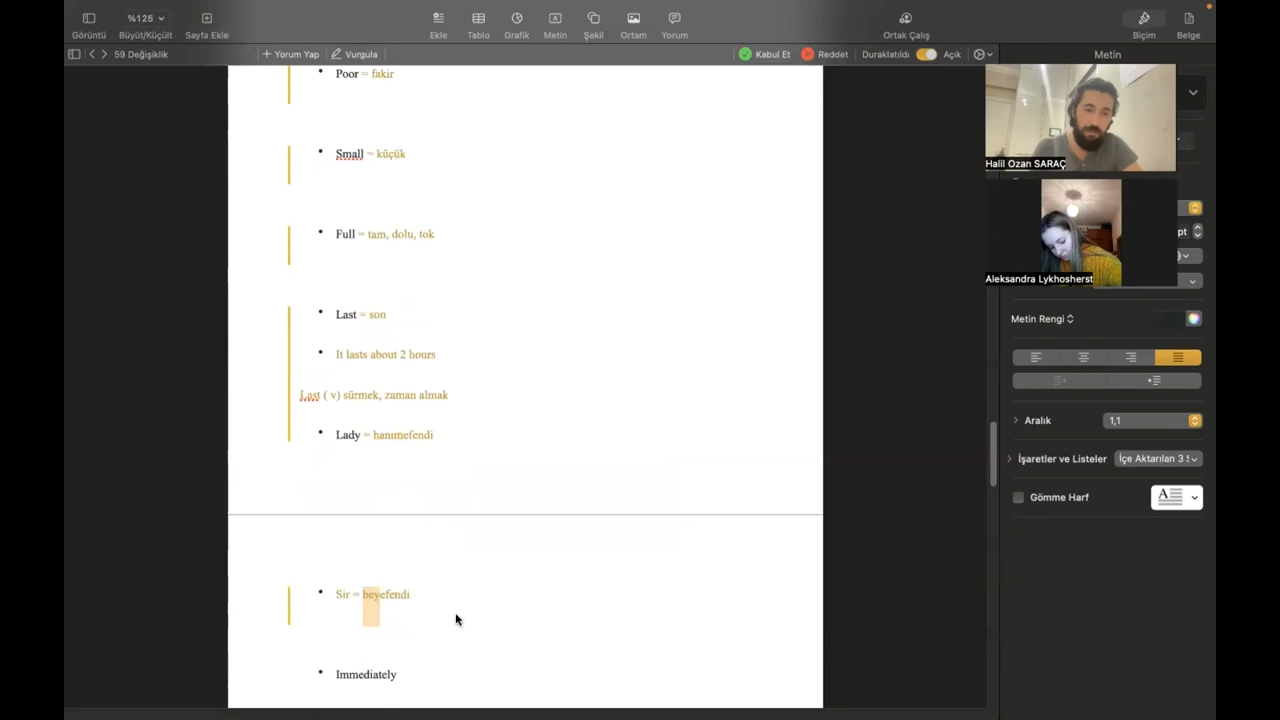 %125
Görüntü
Büyüt/Küçült
Sayfa Ekle
Ekle
Tablo
Grafik
Metin
Şekil
Ortam
Yorum
Ortak Çalış
Biçim
Belge
59 Değişiklik
Yorum Yap
Vurgula
Kabul Et
Reddet
Duraklatıldı
Açık
Metin
Poor = fakir
Small = küçük
Full = tam, dolu, tok
Last = son
It lasts about 2 hours
Last ( v) sürmek, zaman almak
Lady = hanımefendi
Sir = beyefendi
Immediately
Halil Ozan SARAÇ
Aleksandra Lykhosherst
pt
Metin Rengi
Aralık
1,1
İşaretler ve Listeler
İçe Aktarılan 3 S
Gömme Harf
A